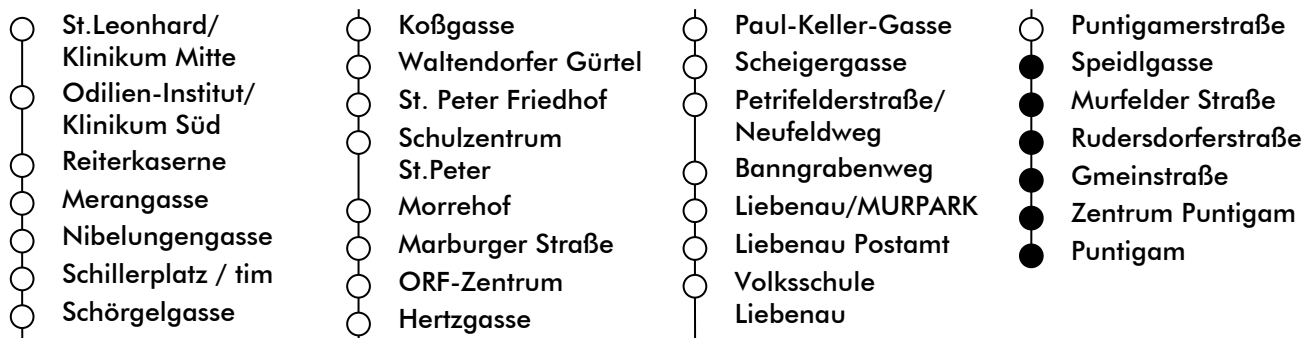 St.Leonhard/
Klinikum Mitte
Odilien-Institut/
Klinikum Süd
Reiterkaserne
Merangasse
Nibelungengasse
Schillerplatz / tim
Schörgelgasse
Koßgasse
Waltendorfer Gürtel
St. Peter Friedhof
Schulzentrum
St.Peter
Morrehof
Marburger Straße
ORF-Zentrum
Hertzgasse
Paul-Keller-Gasse
Scheigergasse
Petrifelderstraße/
Neufeldweg
Banngrabenweg
Liebenau/MURPARK
Liebenau Postamt
Volksschule
Liebenau
Puntigamerstraße
Speidlgasse
Murfelder Straße
Rudersdorferstraße
Gmeinstraße
Zentrum Puntigam
Puntigam